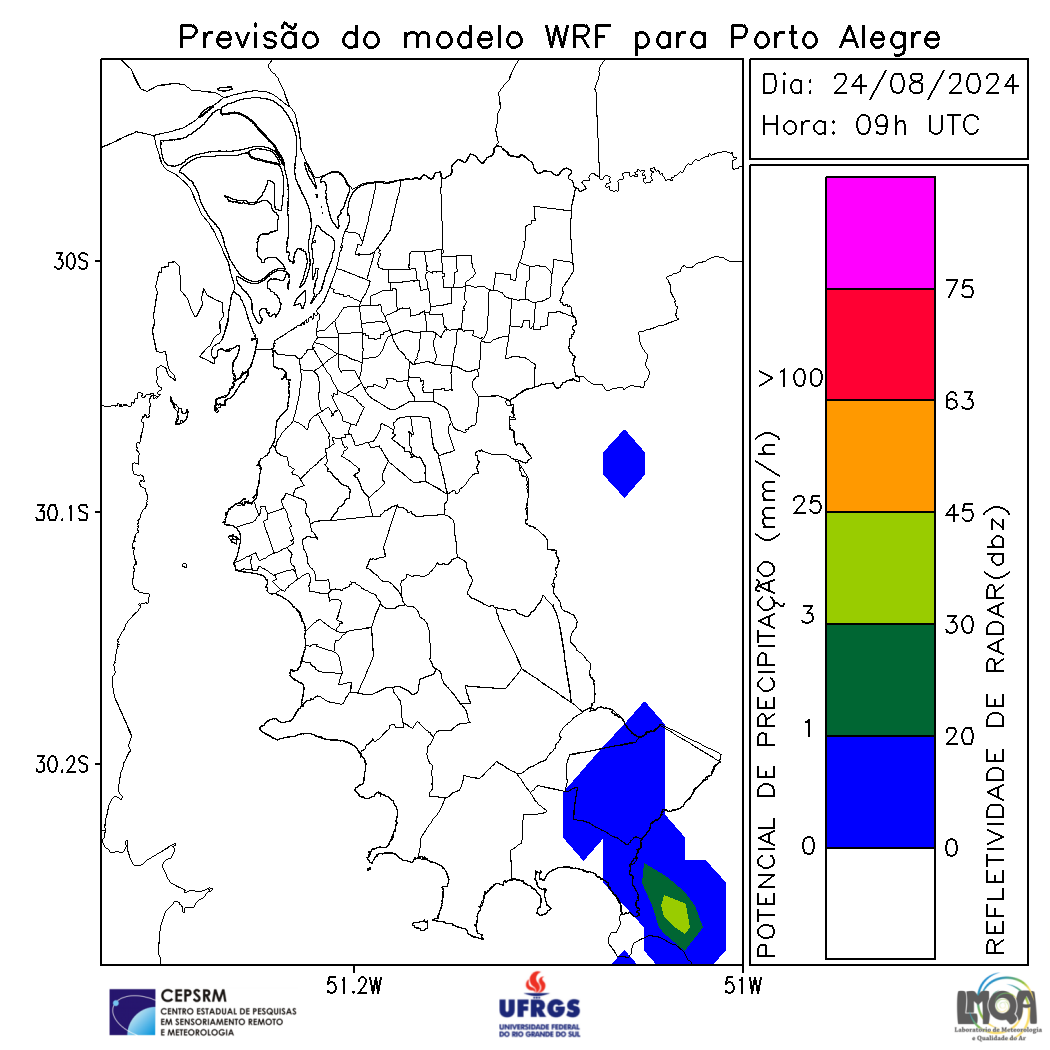 Previsão do modelo WRF para Porto Alegre
Dia: 24/08/2024
Hora: 09h UTC
30S
30.1S
30.2S
51.2W
51W
POTENCIAL DE PRECIPITAÇÃO (mm/h)
>100
25
3
1
0
75
63
45
30
20
0
REFLETIVIDADE DE RADAR(dbz)
CEPSRM
CENTRO ESTADUAL DE PESQUISAS
EM SENSORIAMENTO REMOTO
E METEOROLOGIA
UFRGS
UNIVERSIDADE FEDERAL
DO RIO GRANDE DO SUL
LMQA
Laboratório de Meteorologia
e Qualidade do Ar